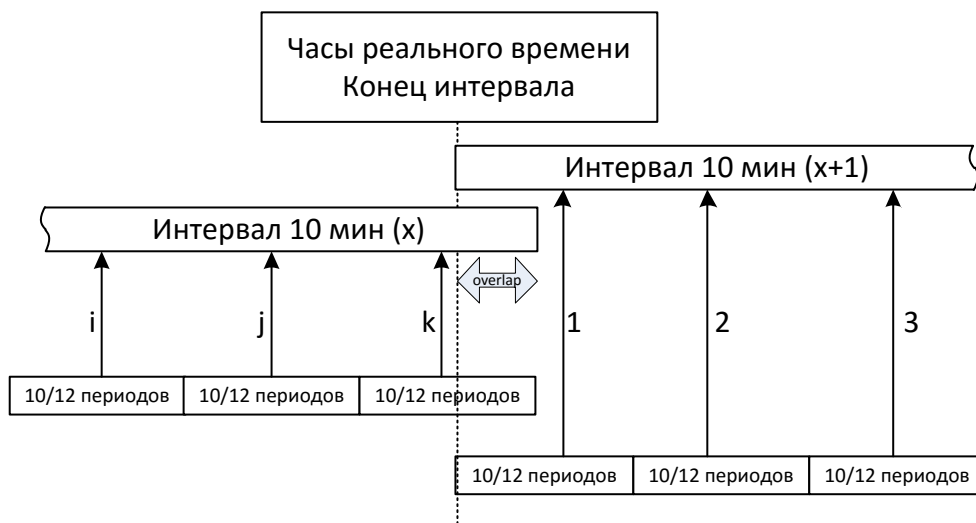 Часы реального времени
Конец интервала
Интервал 10 мин (x+1)
Интервал 10 мин (x)
overlap
i
j
k
1
2
3
10/12 периодов
10/12 периодов
10/12 периодов
10/12 периодов
10/12 периодов
10/12 периодов